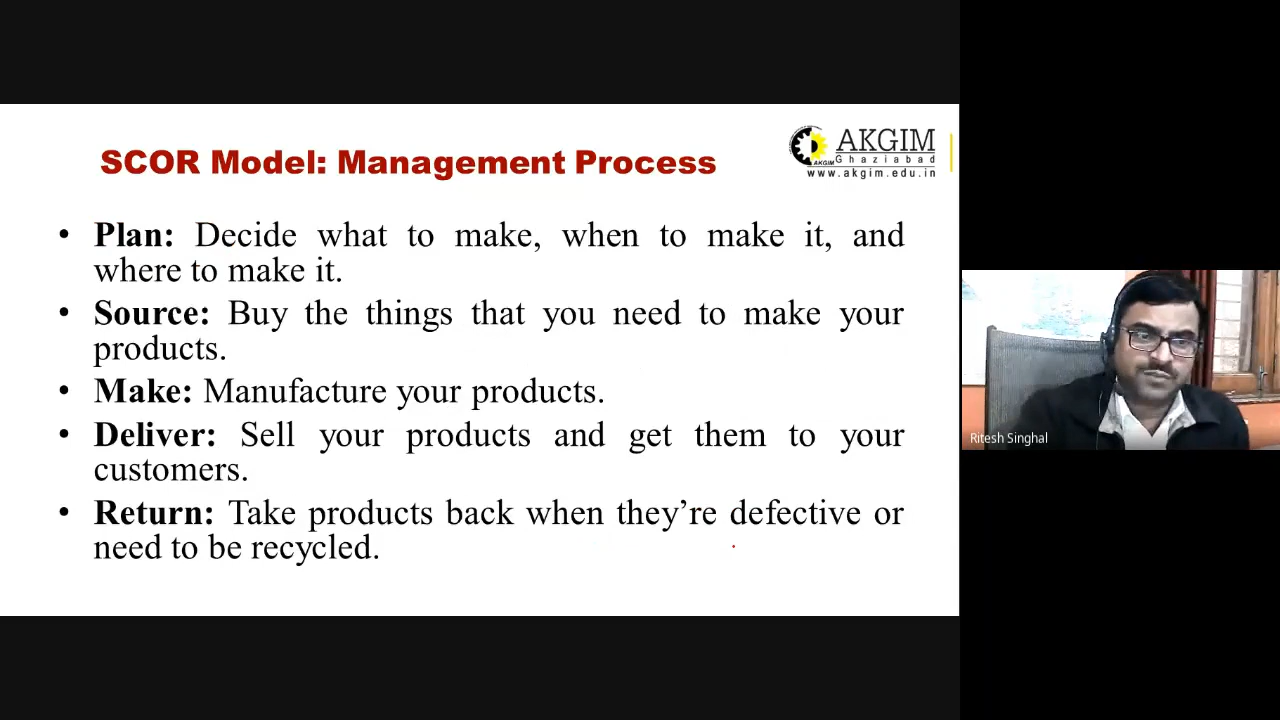 SCOR Model: Management Process
AKGIM
Ghaziabad
AKGIM
www.akgim.edu.in
• Plan: Decide what to make, when to make it, and
where to make it.
• Source: Buy the things that you need to make your
products.
• Make: Manufacture your products.
• Deliver: Sell your products and get them to your
customers.
• Return: Take products back when they’re defective or
need to be recycled.
Ritesh Singhal